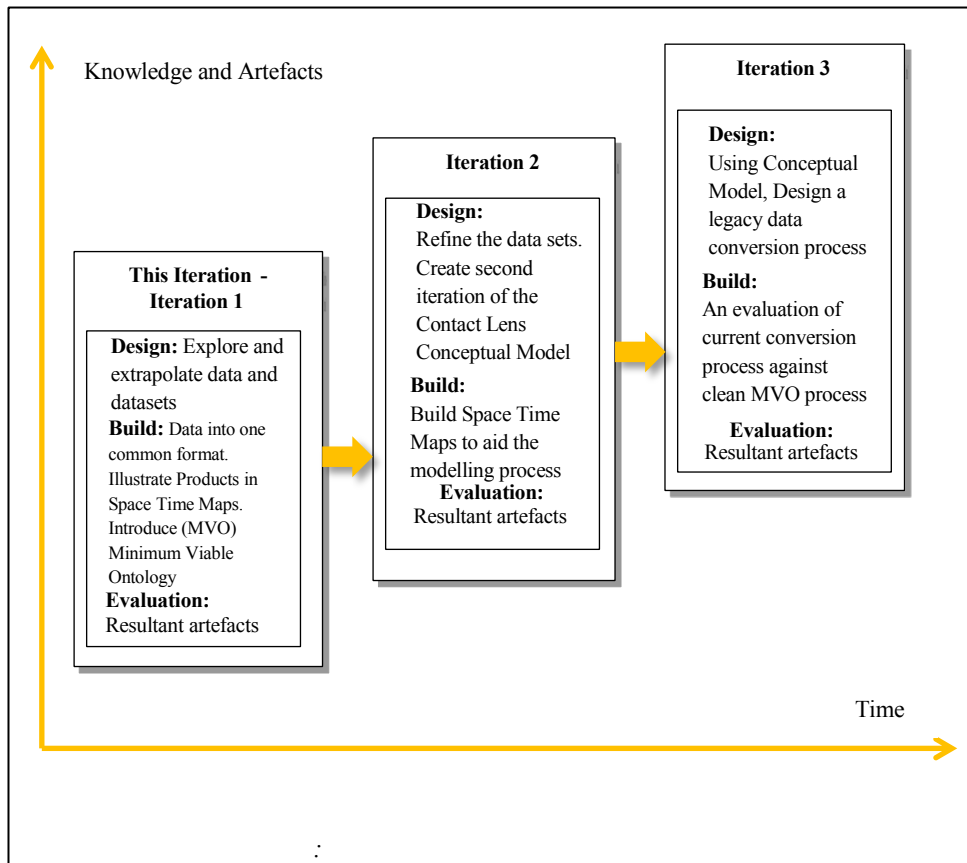 Knowledge and Artefacts
This Iteration -
Iteration 1
Design: Explore and
extrapolate data and
datasets
Build: Data into one
common format.
Illustrate Products in
Space Time Maps.
Introduce (MVO)
Minimum Viable
Ontology
Evaluation:
Resultant artefacts
Iteration 2
Design:
Refine the data sets.
Create second
iteration of the
Contact Lens
Conceptual Model
Build:
Build Space Time
Maps to aid the
modelling process
Evaluation:
Resultant artefacts
Iteration 3
Design:
Using Conceptual
Model, Design a
legacy data
conversion process
Build:
An evaluation of
current conversion
process against
clean MVO process
Evaluation:
Resultant artefacts
Time
: